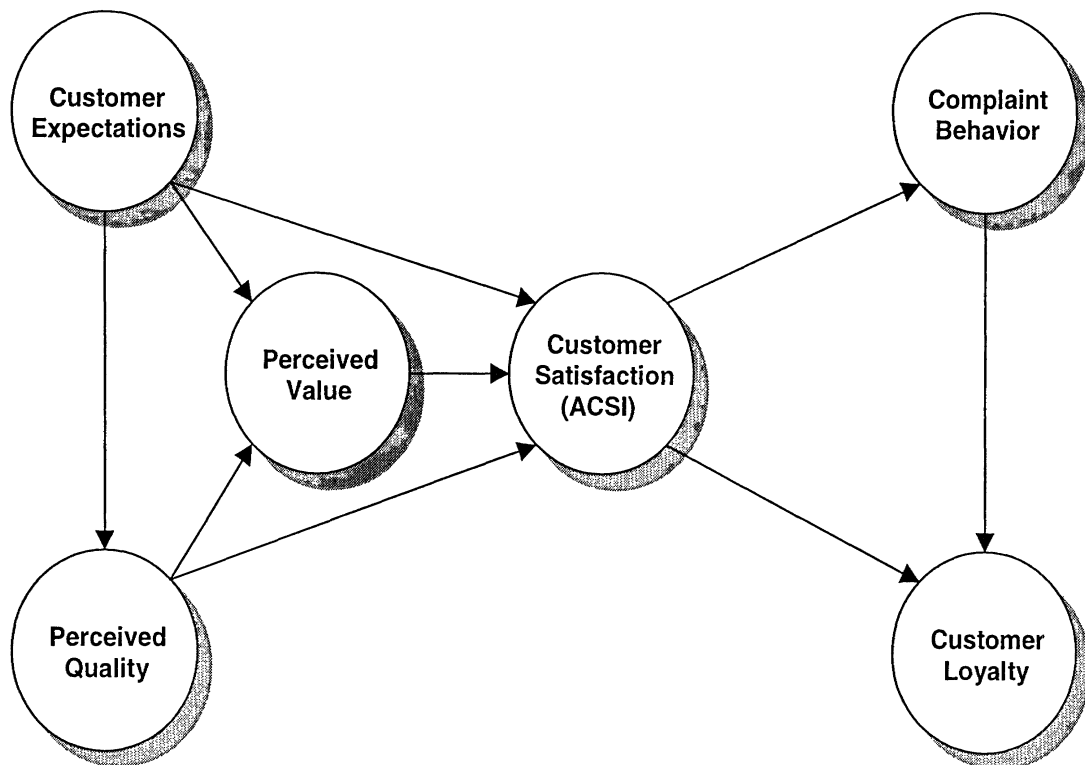 Customer
Expectations
Complaint
Behavior
Perceived
Value
Customer
Satisfaction
(ACSI)
Perceived
Quality
Customer
Loyalty